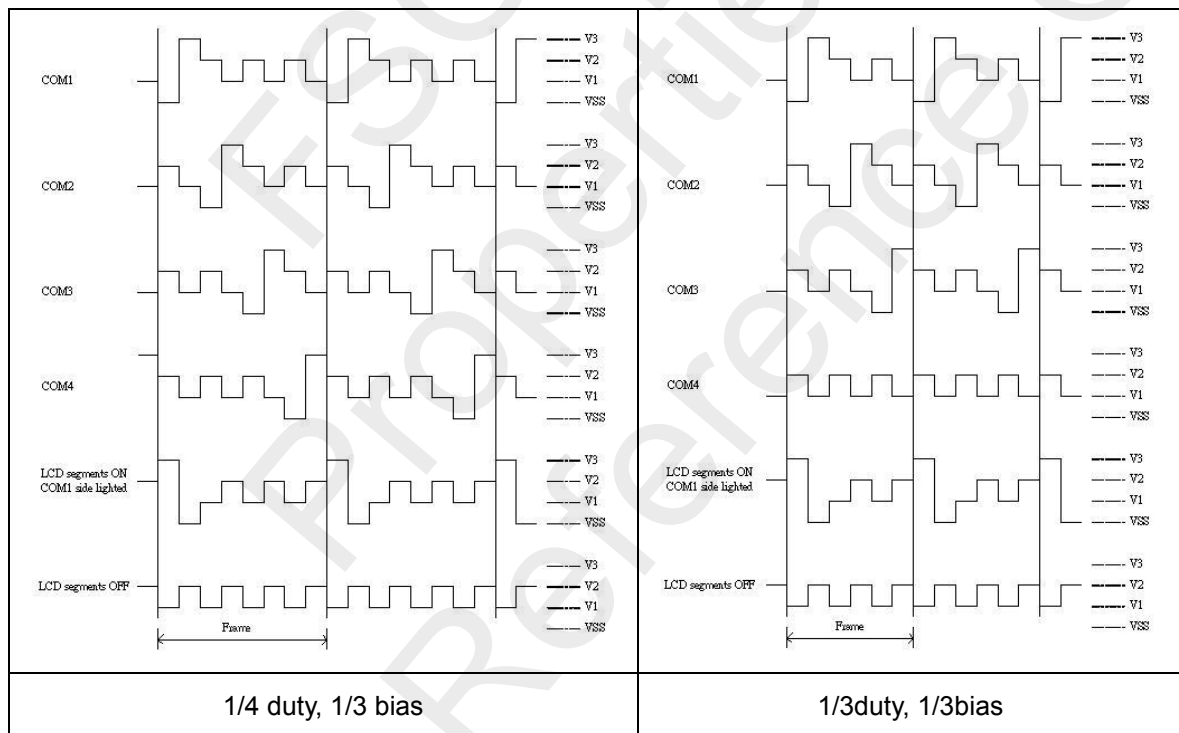 COM1
V3
V2
V1
VSS
COM2
V3
V2
V1
VSS
COM3
V3
V2
V1
VSS
COM4
V3
V2
V1
VSS
LCD segments ON
COM1 side lighted
V3
V2
V1
VSS
LCD segments OFF
V3
V2
V1
VSS
Frame
1/4 duty, 1/3 bias
COM1
V3
V2
V1
VSS
COM2
V3
V2
V1
VSS
COM3
V3
V2
V1
VSS
COM4
V3
V2
V1
VSS
LCD segments ON
COM1 side lighted
V3
V2
V1
VSS
LCD segments OFF
V3
V2
V1
VSS
Frame
1/3duty, 1/3bias
Reference